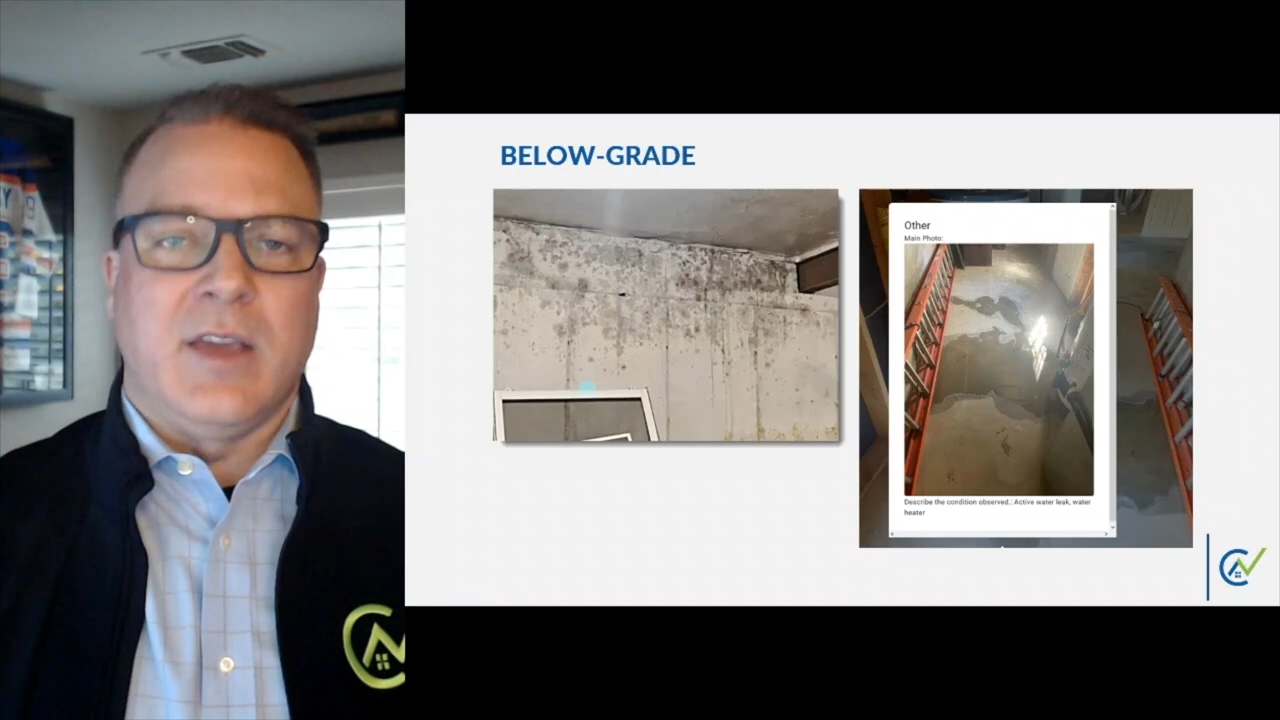 BELOW-GRADE
Other
Main Photo:
Describe the condition observed.: Active water leak, water
heater